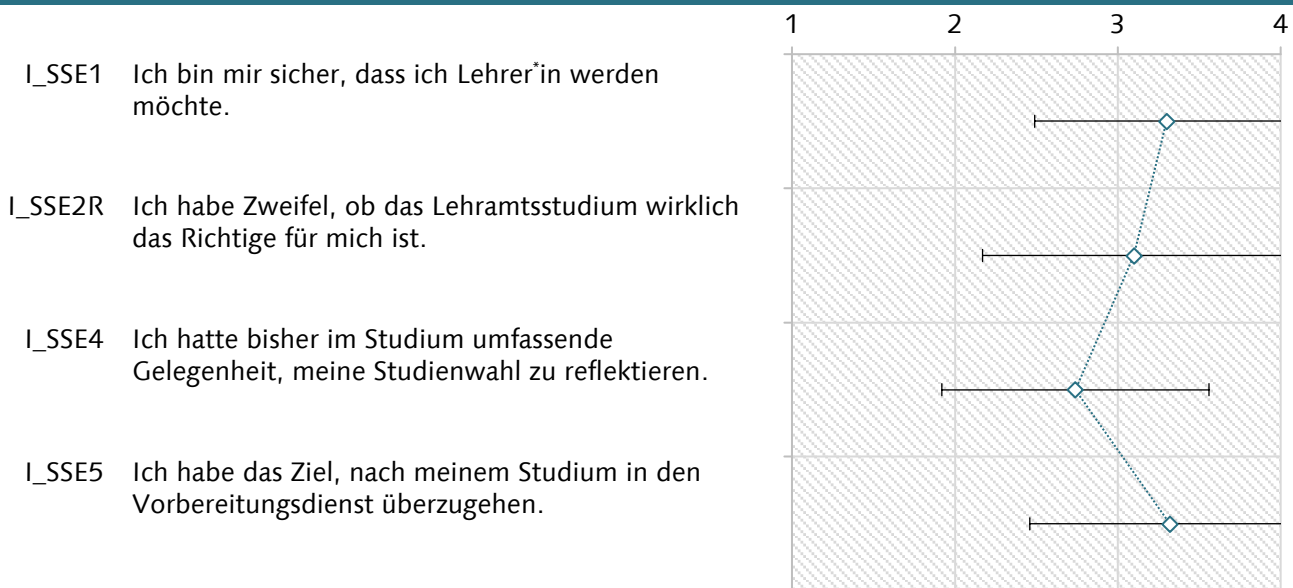 1 2 3 4
I_SSE1 Ich bin mir sicher, dass ich Lehrer*in werden
möchte.
I_SSE2R Ich habe Zweifel, ob das Lehramtsstudium wirklich
das Richtige für mich ist.
I_SSE4 Ich hatte bisher im Studium umfassende
Gelegenheit, meine Studienwahl zu reflektieren.
I_SSE5 Ich habe das Ziel, nach meinem Studium in den
Vorbereitungsdienst überzugehen.